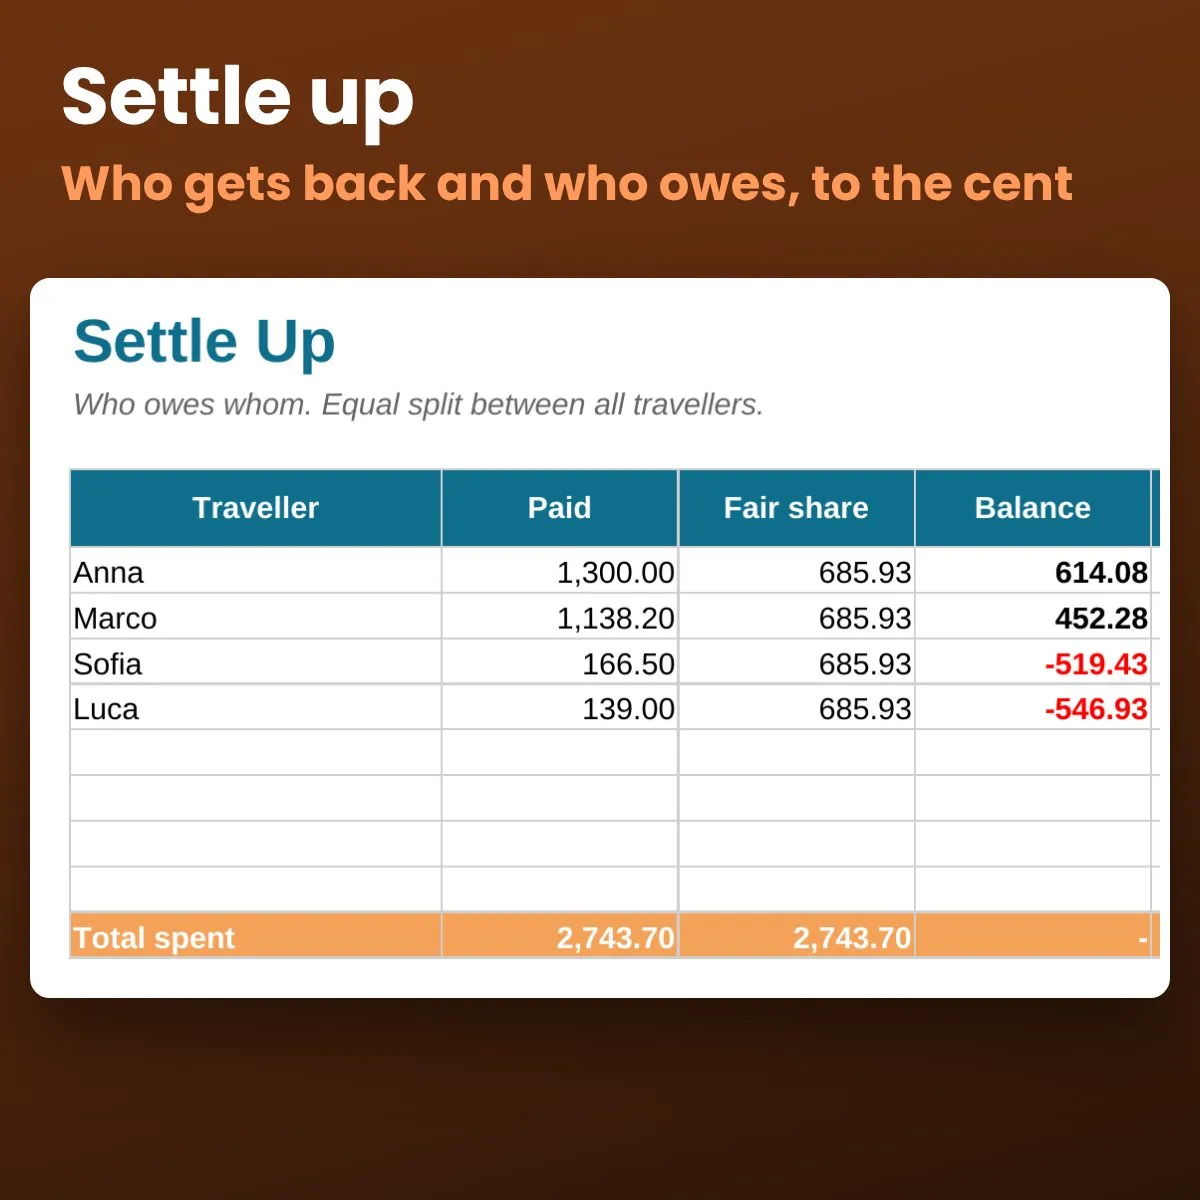 Settle up
Who gets back and who owes, to the cent
Settle Up
Who owes whom. Equal split between all travellers.
Traveller Paid Fair share Balance
Anna 1,300.00 685.93 614.08
Marco 1,138.20 685.93 452.28
Sofia 166.50 685.93 -519.43
Luca 139.00 685.93 -546.93
Total spent 2,743.70 2,743.70 -